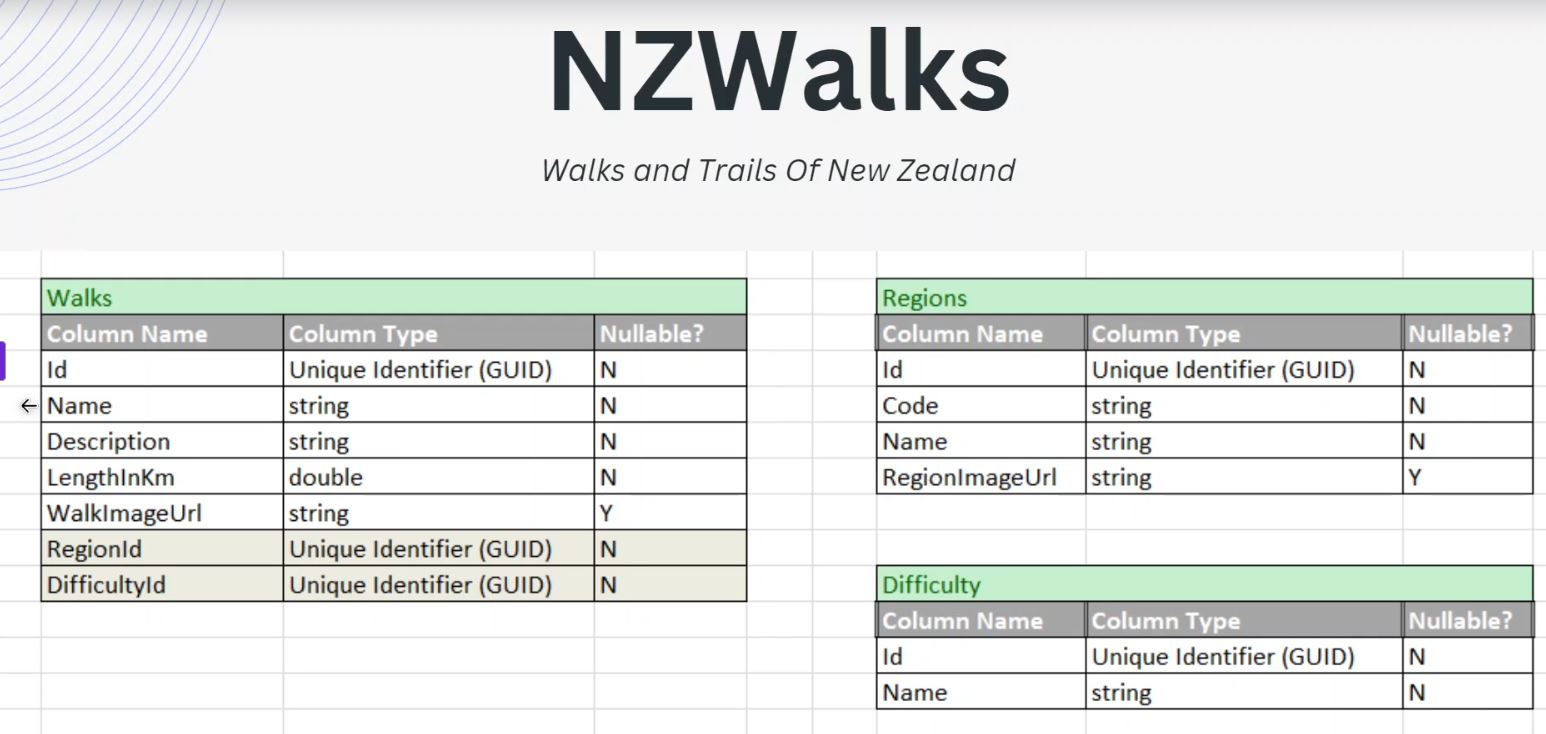 NZWalks
Walks and Trails Of New Zealand
Walks
Column Name Column Type Nullable?
Id Unique Identifier (GUID) N
Name string N
Description string N
LengthInKm double N
WalkImageUrl string Y
RegionId Unique Identifier (GUID) N
DifficultyId Unique Identifier (GUID) N
Regions
Column Name Column Type Nullable?
Id Unique Identifier (GUID) N
Code string N
Name string N
RegionImageUrl string Y
Difficulty
Column Name Column Type Nullable?
Id Unique Identifier (GUID) N
Name string N